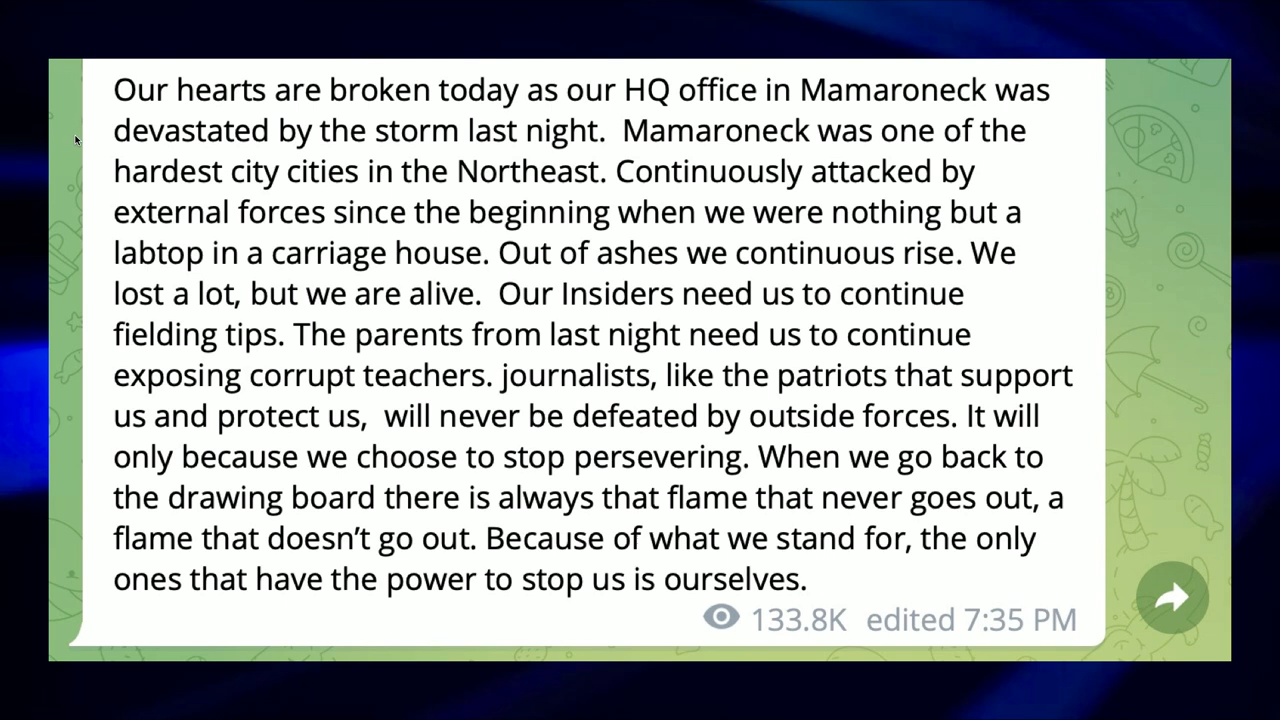 Our hearts are broken today as our HQ office in Mamaroneck was
devastated by the storm last night.  Mamaroneck was one of the
hardest city cities in the Northeast. Continuously attacked by
external forces since the beginning when we were nothing but a
labtop in a carriage house. Out of ashes we continuous rise. We
lost a lot, but we are alive.  Our Insiders need us to continue
fielding tips. The parents from last night need us to continue
exposing corrupt teachers. journalists, like the patriots that support
us and protect us,  will never be defeated by outside forces. It will
only because we choose to stop persevering. When we go back to
the drawing board there is always that flame that never goes out, a
flame that doesn’t go out. Because of what we stand for, the only
ones that have the power to stop us is ourselves.
133.8K edited 7:35 PM